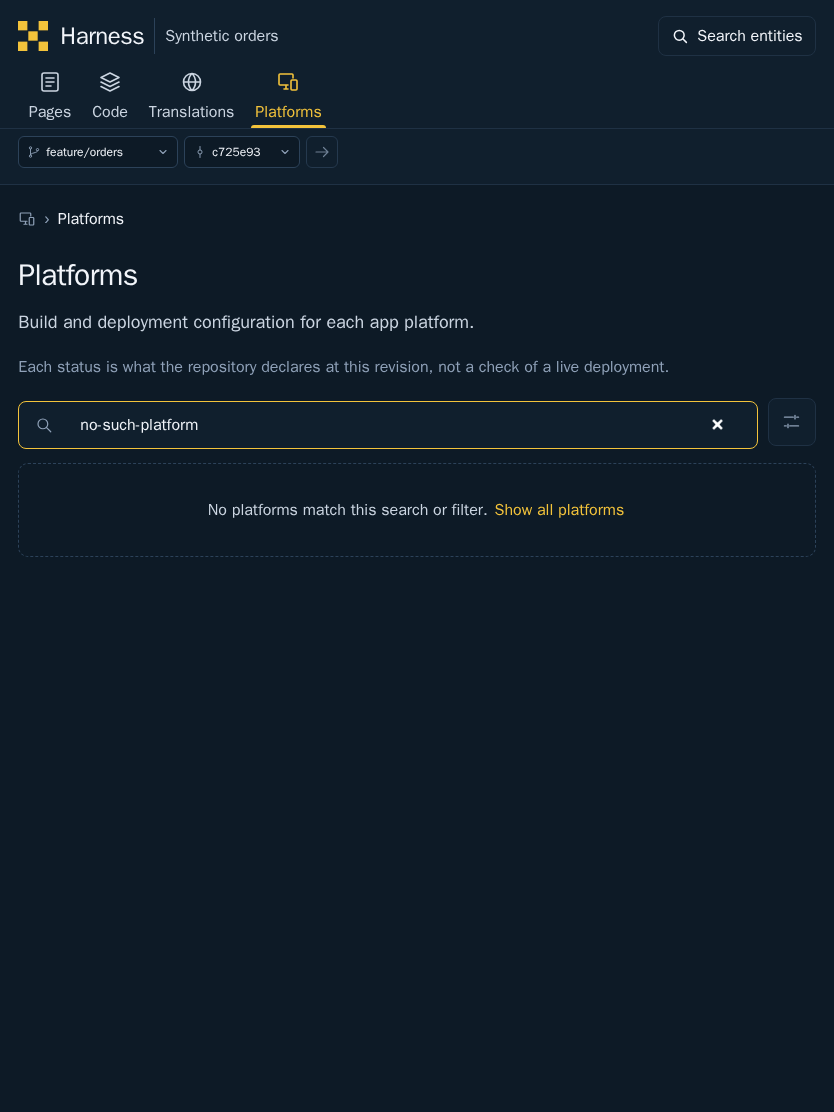 Harness
Synthetic orders
Search entities
Pages
Code
Translations
Platforms
feature/orders
c725e93
› Platforms
Platforms
Build and deployment configuration for each app platform.
Each status is what the repository declares at this revision, not a check of a live deployment.
no-such-platform
No platforms match this search or filter. Show all platforms